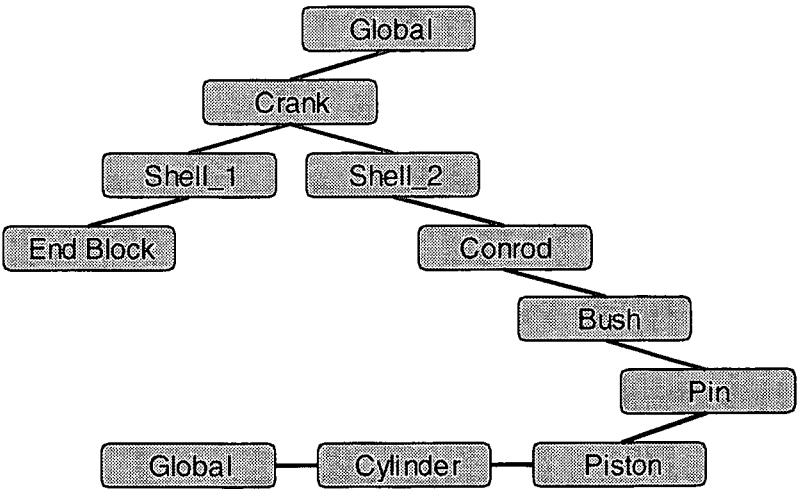 Global
Crank
Shell_1
Shell_2
End Block
Conrod
Bush
Pin
Global
Cylinder
Piston